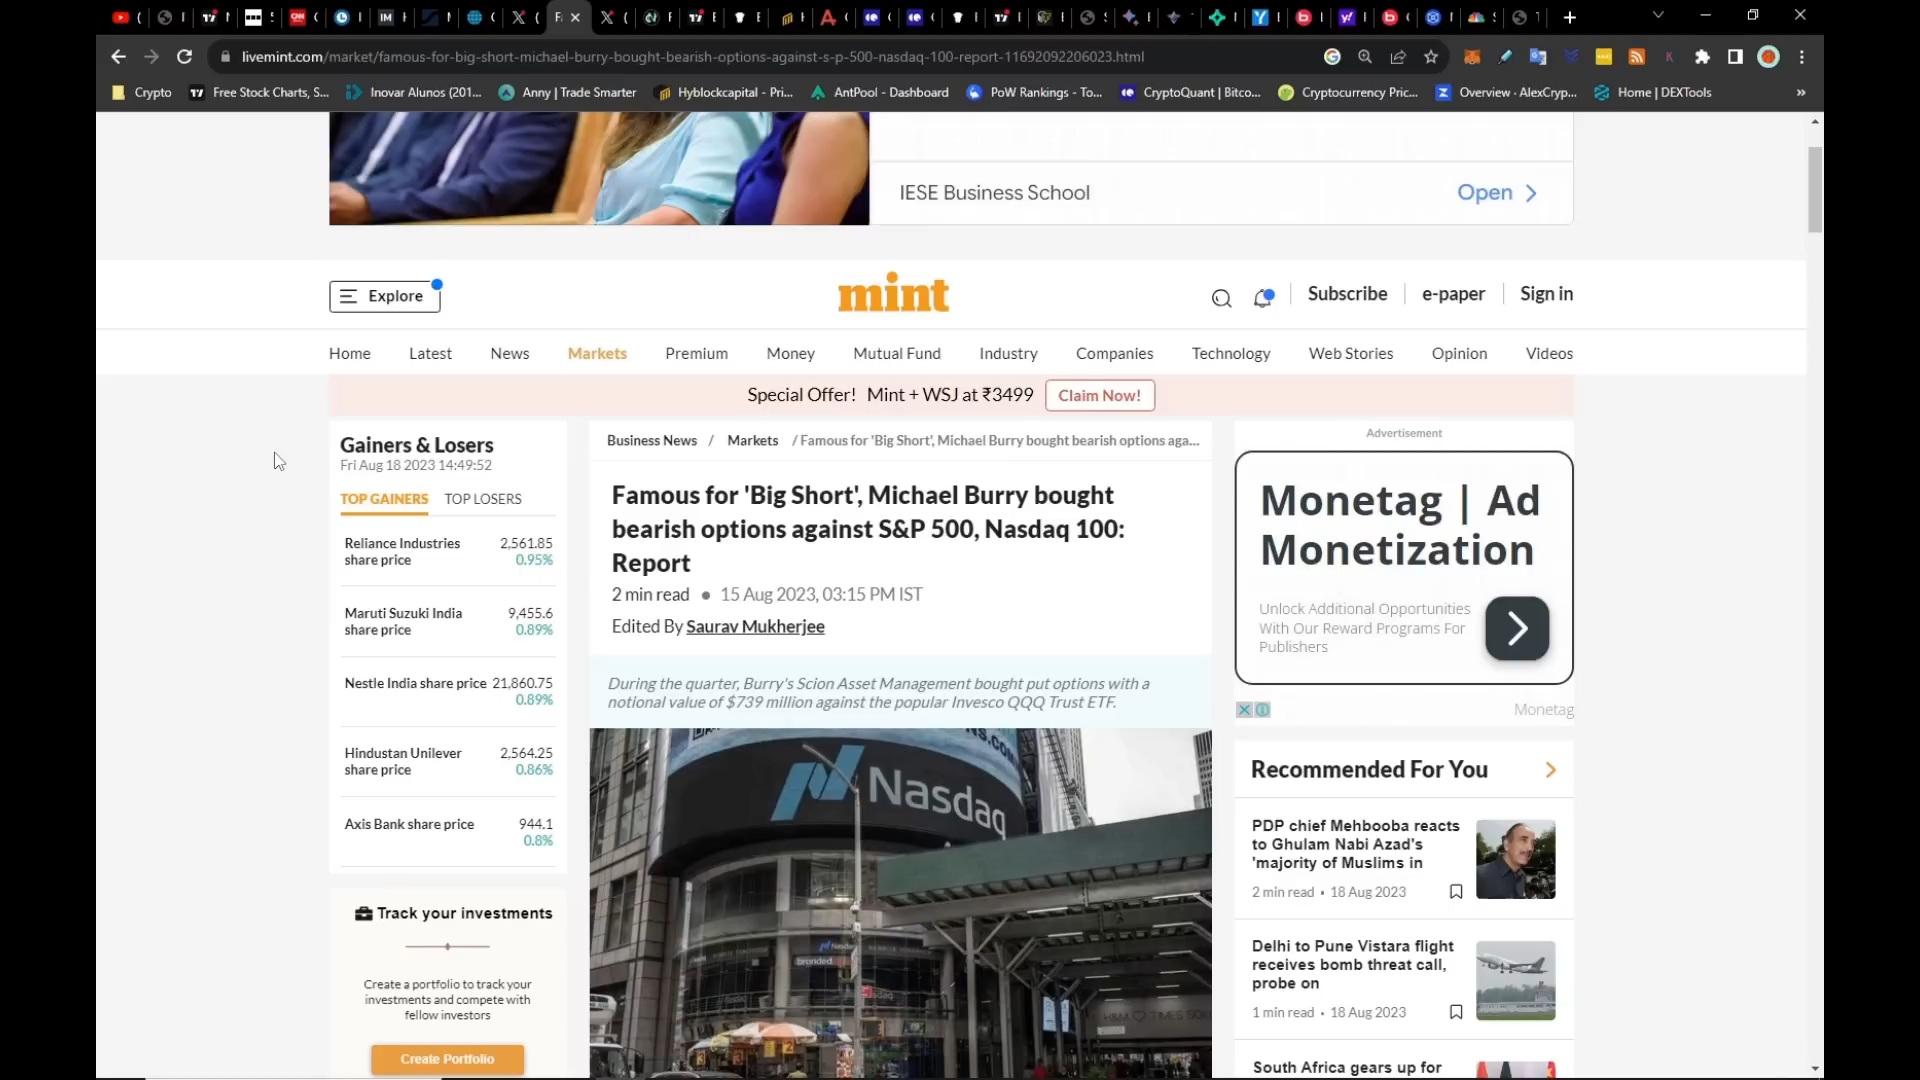 livemint.com/market/famous-for-big-short-michael-burry-bought-bearish-options-against-s-p-500-nasdaq-100-report-11692092206023.html
Crypto
Free Stock Charts, S...
Inovar Alunos (201...
Anny | Trade Smarter
Hyblockcapital - Pri...
AntPool - Dashboard
PoW Rankings - To...
CryptoQuant | Bitco...
Cryptocurrency Pric...
Overview · AlexCryp...
Home | DEXTools
IESE Business School
Open
Explore
mint
Subscribe
e-paper
Sign in
Home
Latest
News
Markets
Premium
Money
Mutual Fund
Industry
Companies
Technology
Web Stories
Opinion
Videos
Special Offer! Mint + WSJ at ₹3499
Claim Now!
Gainers & Losers
Fri Aug 18 2023 14:49:52
TOP GAINERS
TOP LOSERS
Reliance Industries 2,561.85
share price 0.95%
Maruti Suzuki India 9,455.6
share price 0.89%
Nestle India share price 21,860.75
0.89%
Hindustan Unilever 2,564.25
share price 0.86%
Axis Bank share price 944.1
0.8%
Track your investments
Create a portfolio to track your
investments and compete with
fellow investors
Create Portfolio
Business News / Markets / Famous for 'Big Short', Michael Burry bought bearish options aga...
Famous for 'Big Short', Michael Burry bought
bearish options against S&P 500, Nasdaq 100:
Report
2 min read ● 15 Aug 2023, 03:15 PM IST
Edited By Saurav Mukherjee
During the quarter, Burry's Scion Asset Management bought put options with a
notional value of $739 million against the popular Invesco QQQ Trust ETF.
Nasdaq
Advertisement
Monetag | Ad
Monetization
Unlock Additional Opportunities
With Our Reward Programs For
Publishers
Monetag
Recommended For You
PDP chief Mehbooba reacts
to Ghulam Nabi Azad's
'majority of Muslims in
2 min read • 18 Aug 2023
Delhi to Pune Vistara flight
receives bomb threat call,
probe on
1 min read • 18 Aug 2023
South Africa gears up for